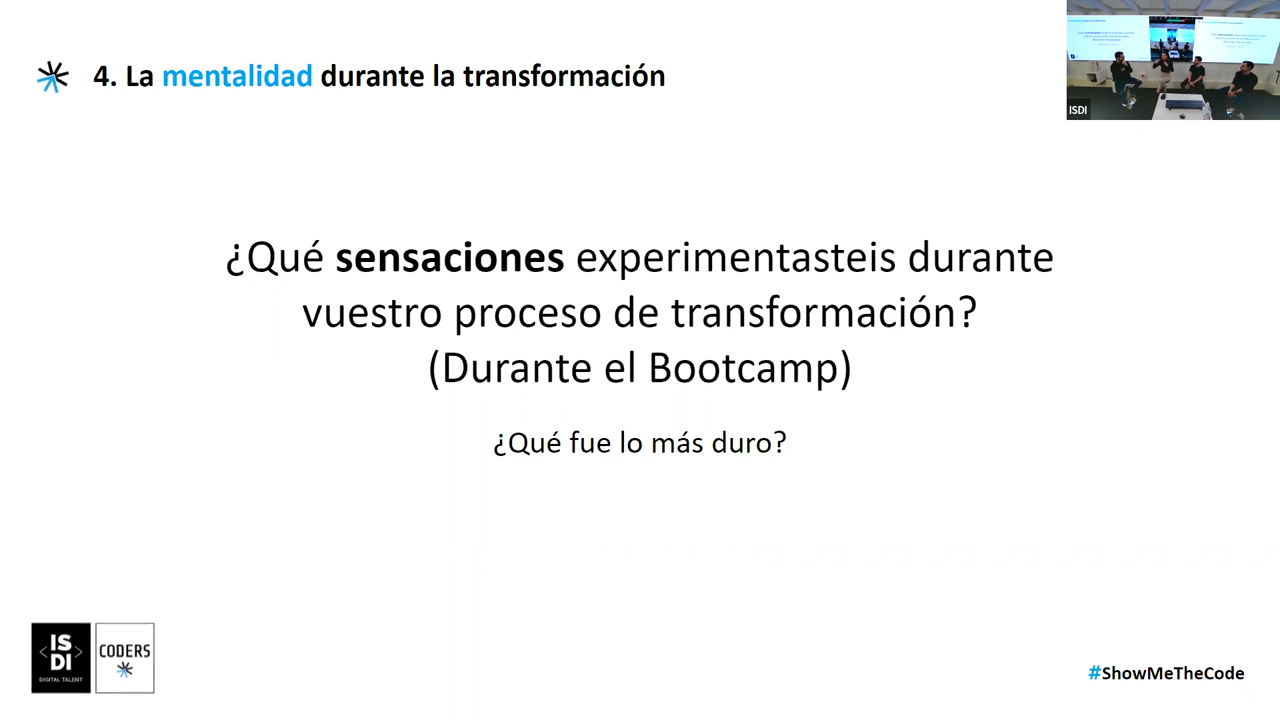 4. La mentalidad durante la transformación
ISDI
¿Qué sensaciones experimentasteis durante
vuestro proceso de transformación?
(Durante el Bootcamp)
¿Qué fue lo más duro?
<IS
DI>
DIGITAL TALENT
CODERS
#ShowMeTheCode